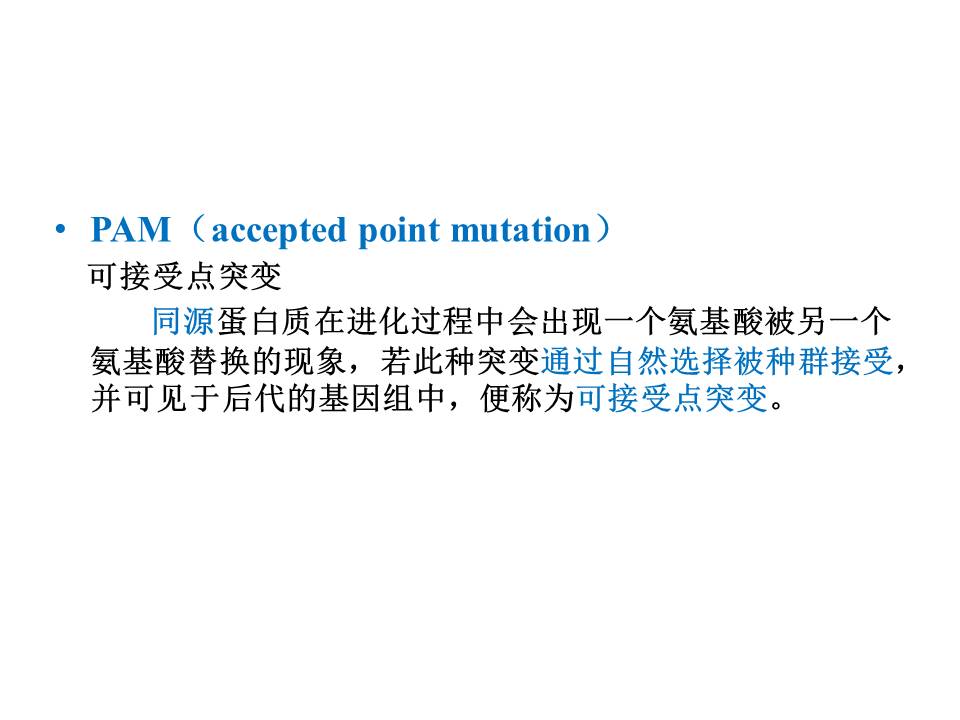 • PAM（accepted point mutation）
可接受点突变
同源蛋白质在进化过程中会出现一个氨基酸被另一个
氨基酸替换的现象，若此种突变通过自然选择被种群接受，
并可见于后代的基因组中，便称为可接受点突变。